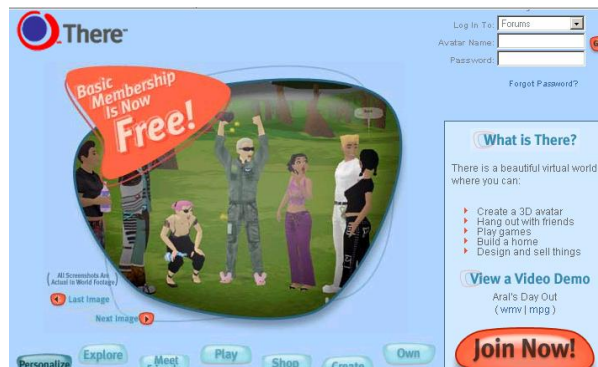 There
Log In To: Forums
Avatar Name:
Password:
Forgot Password?
Basic
Membership
Is Now
Free!
What is There?
There is a beautiful virtual world
where you can:
Create a 3D avatar
Hang out with friends
Play games
Build a home
Design and sell things
All Screenshots Are
Actual In World Footage
Last Image
Next Image
View a Video Demo
Aral's Day Out
( wmv | mpg )
Join Now!
Personalize
Explore
Meet
Play
Shop
Create
Own